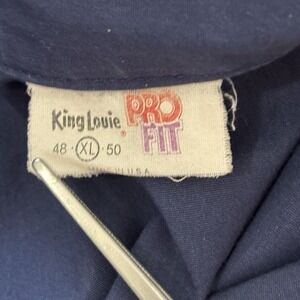 King Louie ® PRO FIT
48 · XL · 50
U.S.A.